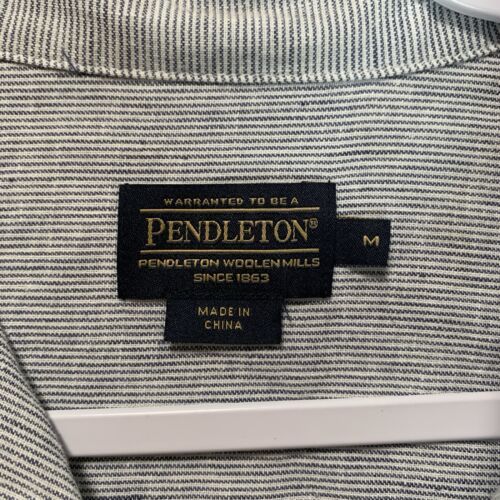 WARRANTED TO BE A
PENDLETON®
PENDLETON WOOLEN MILLS
SINCE 1863
M
MADE IN
CHINA